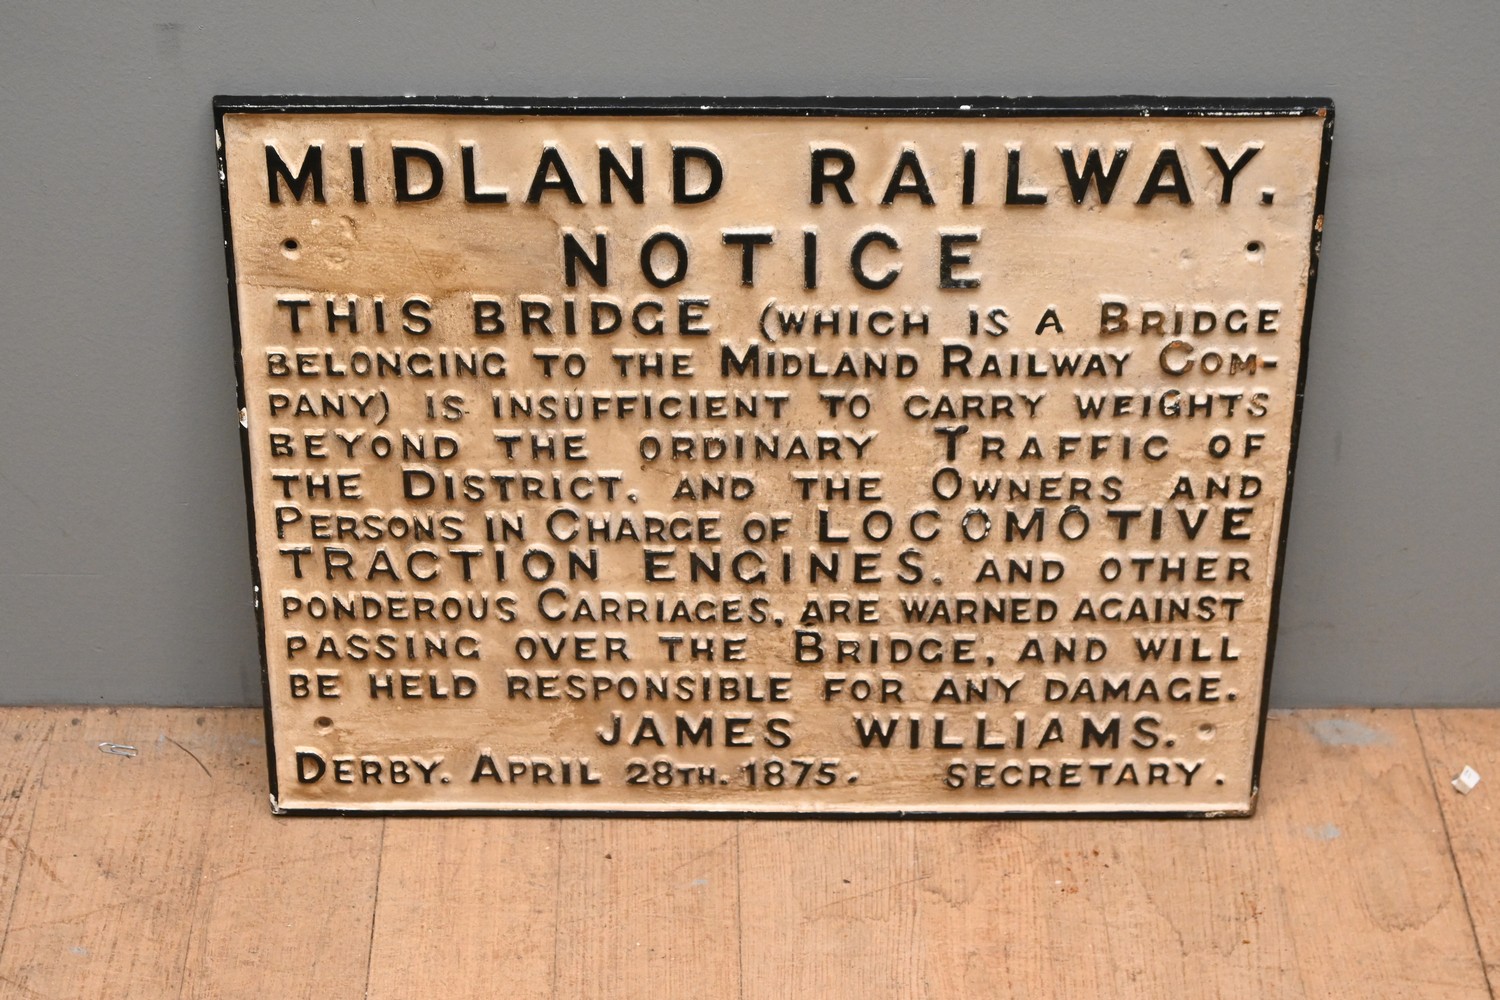 MIDLAND RAILWAY.
NOTICE
THIS BRIDGE (WHICH IS A BRIDGE
BELONGING TO THE MIDLAND RAILWAY COM-
PANY) IS INSUFFICIENT TO CARRY WEIGHTS
BEYOND THE ORDINARY TRAFFIC OF
THE DISTRICT, AND THE OWNERS AND
PERSONS IN CHARGE OF LOCOMOTIVE
TRACTION ENGINES, AND OTHER
PONDEROUS CARRIAGES, ARE WARNED AGAINST
PASSING OVER THE BRIDGE, AND WILL
BE HELD RESPONSIBLE FOR ANY DAMAGE.
JAMES WILLIAMS.
DERBY. APRIL 28TH. 1875. SECRETARY.